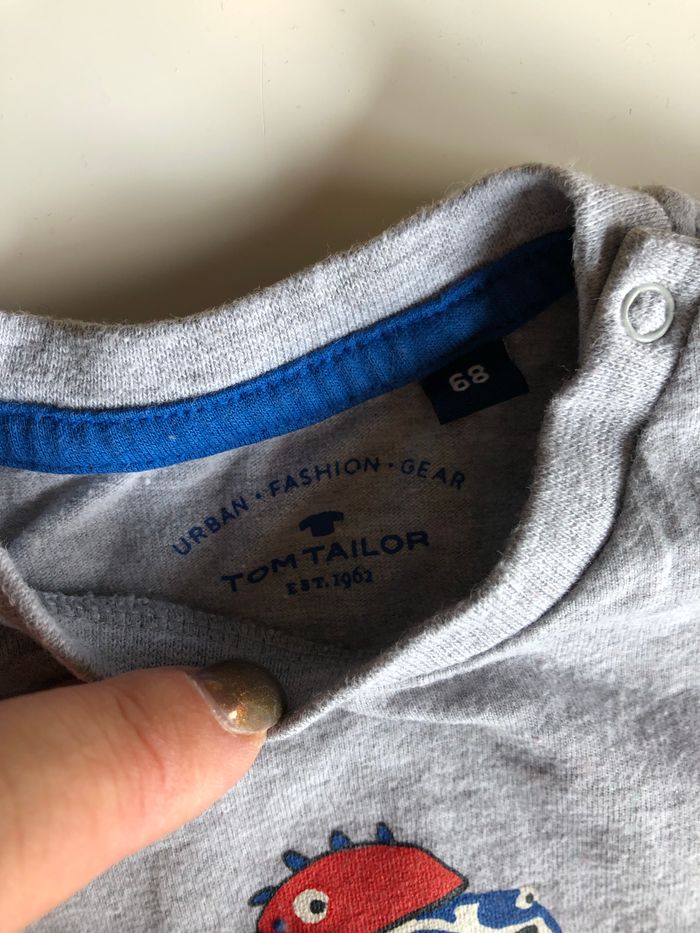 68
URBAN · FASHION · GEAR
TOM TAILOR
EST. 1962